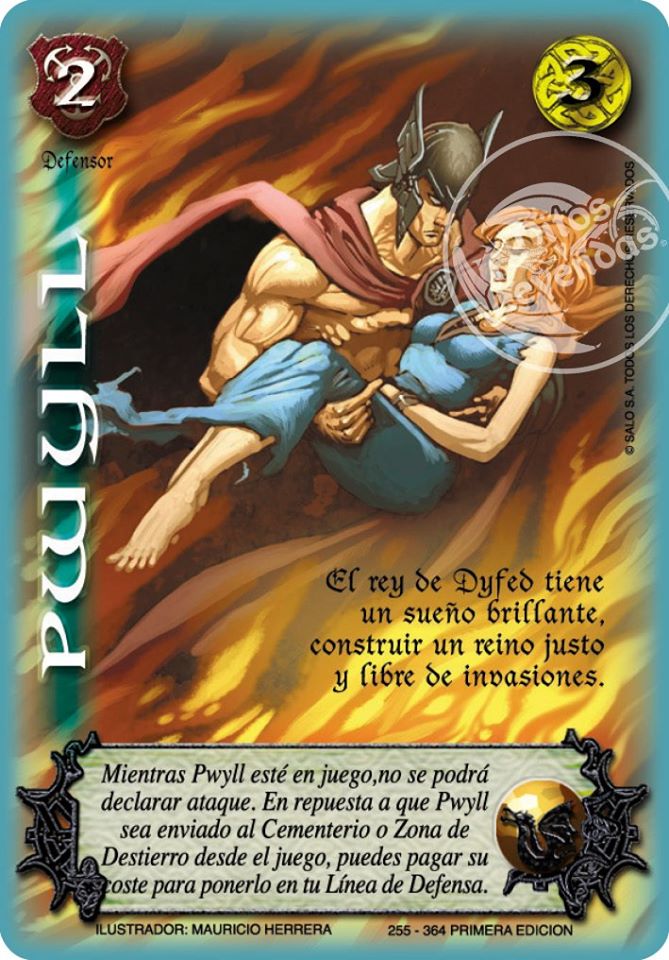 2
3
Defensor
PWYLL
Mitos
y Leyendas
© SALO S.A. TODOS LOS DERECHOS RESERVADOS
El rey de Dyfed tiene
un sueño brillante,
construir un reino justo
y libre de invasiones.
Mientras Pwyll esté en juego,no se podrá
declarar ataque. En repuesta a que Pwyll
sea enviado al Cementerio o Zona de
Destierro desde el juego, puedes pagar su
coste para ponerlo en tu Línea de Defensa.
ILUSTRADOR: MAURICIO HERRERA 255 - 364 PRIMERA EDICION